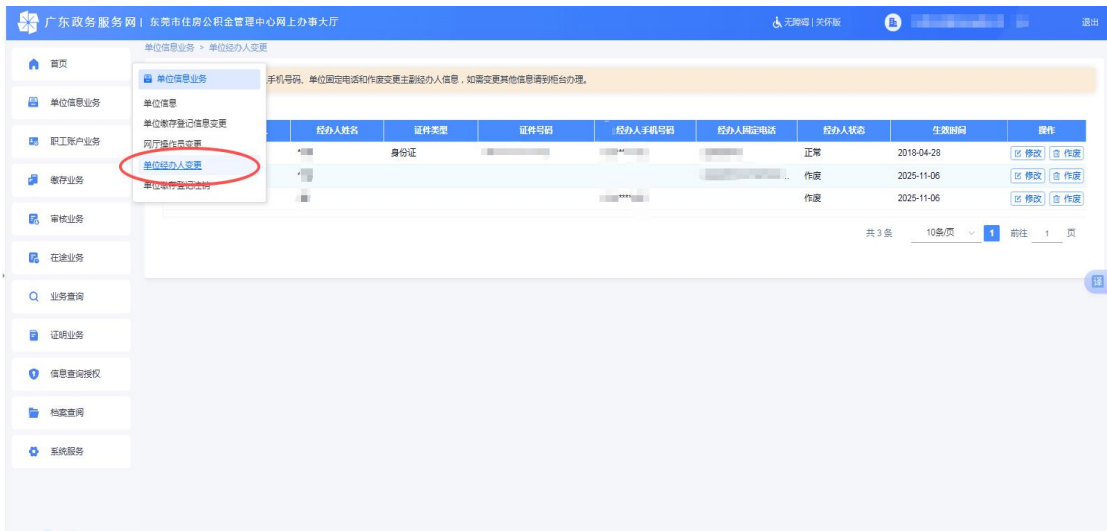 广东政务服务网 | 东莞市住房公积金管理中心网上办事大厅
无障碍 | 关怀版
退出
单位信息业务 > 单位经办人变更
首页
单位信息业务
职工账户业务
缴存业务
审核业务
在途业务
业务查询
证明业务
信息查询授权
档案查阅
系统服务
单位信息业务
单位信息
单位缴存登记信息变更
网厅操作员变更
单位经办人变更
单位缴存登记注销
手机号码、单位固定电话和作废变更主副经办人信息，如需变更其他信息请到柜台办理。
经办人姓名 证件类型 证件号码 经办人手机号码 经办人固定电话 经办人状态 生效时间 操作
身份证 正常 2018-04-28 修改 作废
作废 2025-11-06 修改 作废
作废 2025-11-06 修改 作废
共 3 条 10条/页 1 前往 1 页
译